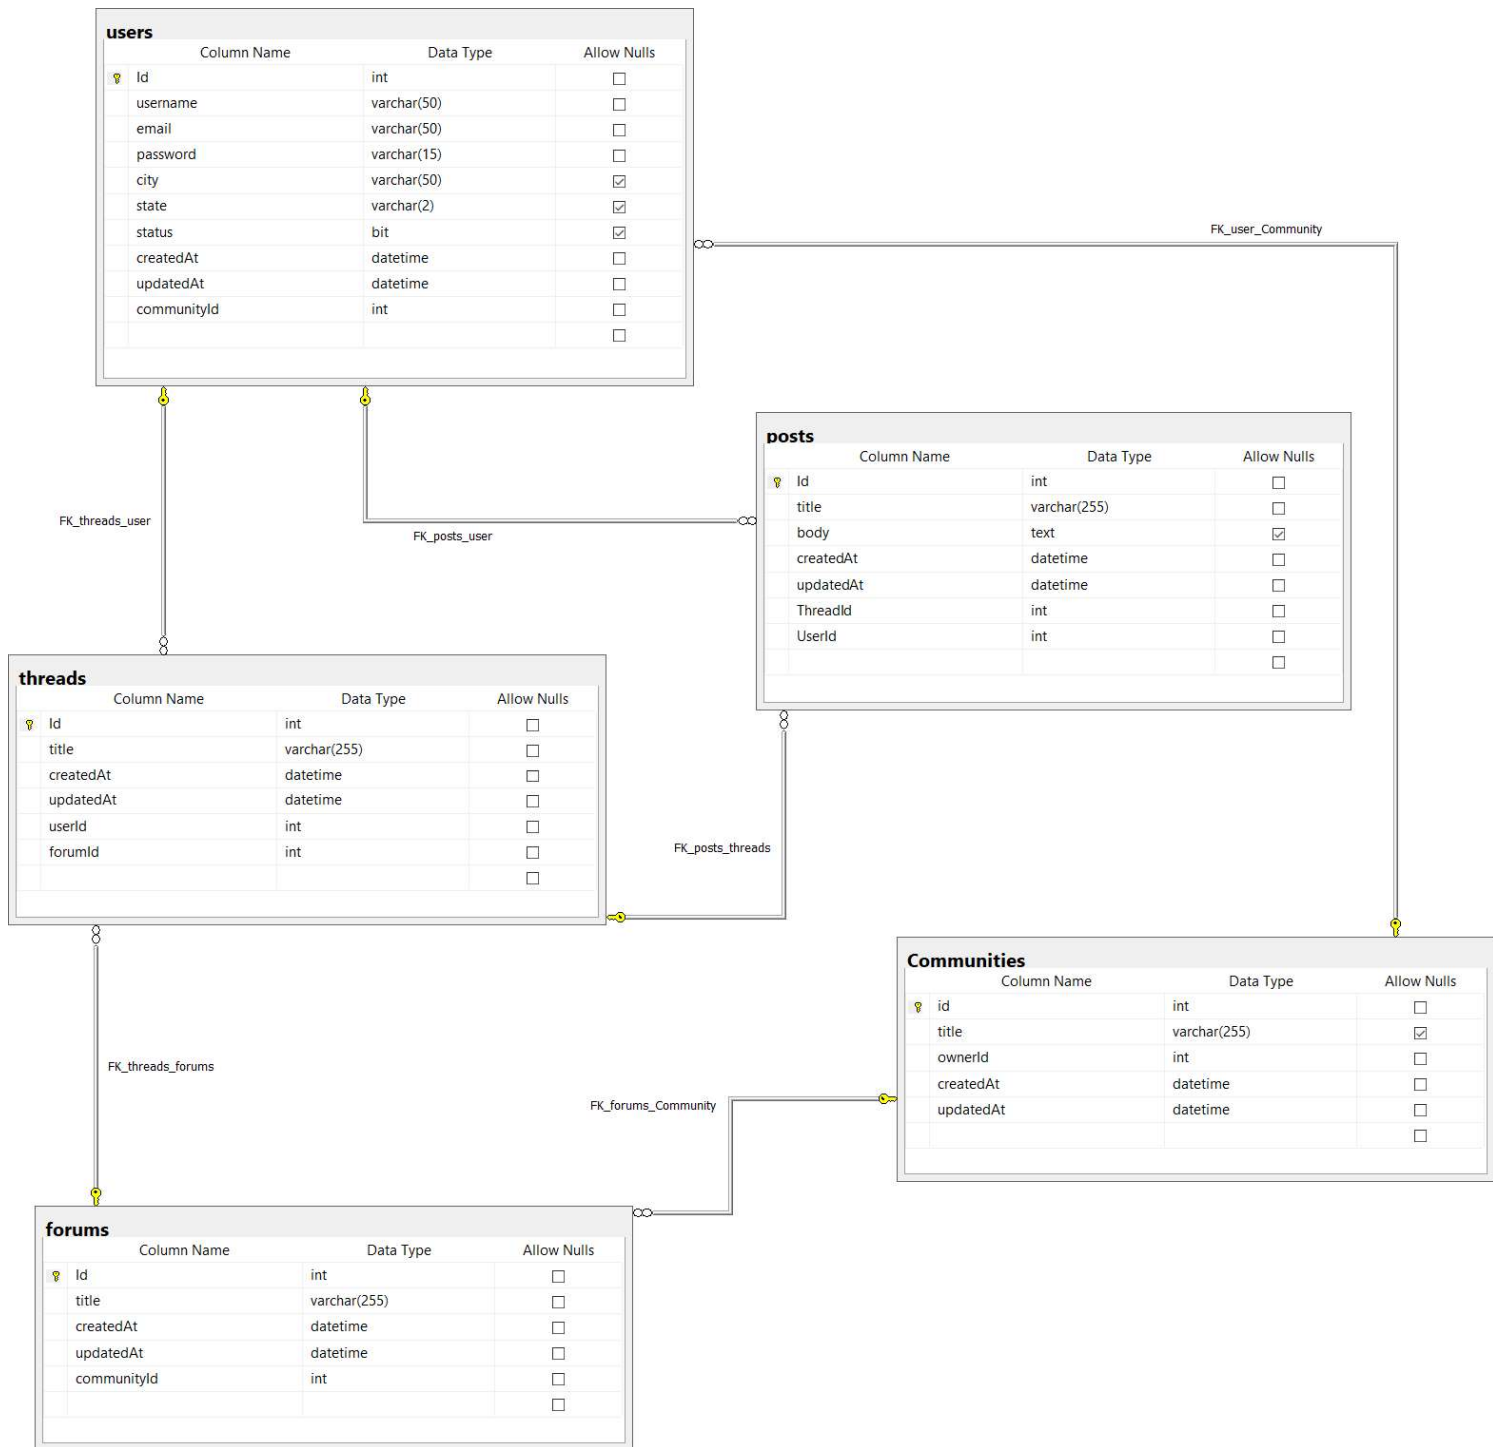 users
Column Name Data Type Allow Nulls
Id int
username varchar(50)
email varchar(50)
password varchar(15)
city varchar(50)
state varchar(2)
status bit
createdAt datetime
updatedAt datetime
communityId int
FK_user_Community
posts
Column Name Data Type Allow Nulls
Id int
title varchar(255)
body text
createdAt datetime
updatedAt datetime
ThreadId int
UserId int
FK_threads_user
FK_posts_user
threads
Column Name Data Type Allow Nulls
Id int
title varchar(255)
createdAt datetime
updatedAt datetime
userId int
forumId int
FK_posts_threads
Communities
Column Name Data Type Allow Nulls
id int
title varchar(255)
ownerId int
createdAt datetime
updatedAt datetime
FK_threads_forums
FK_forums_Community
forums
Column Name Data Type Allow Nulls
Id int
title varchar(255)
createdAt datetime
updatedAt datetime
communityId int